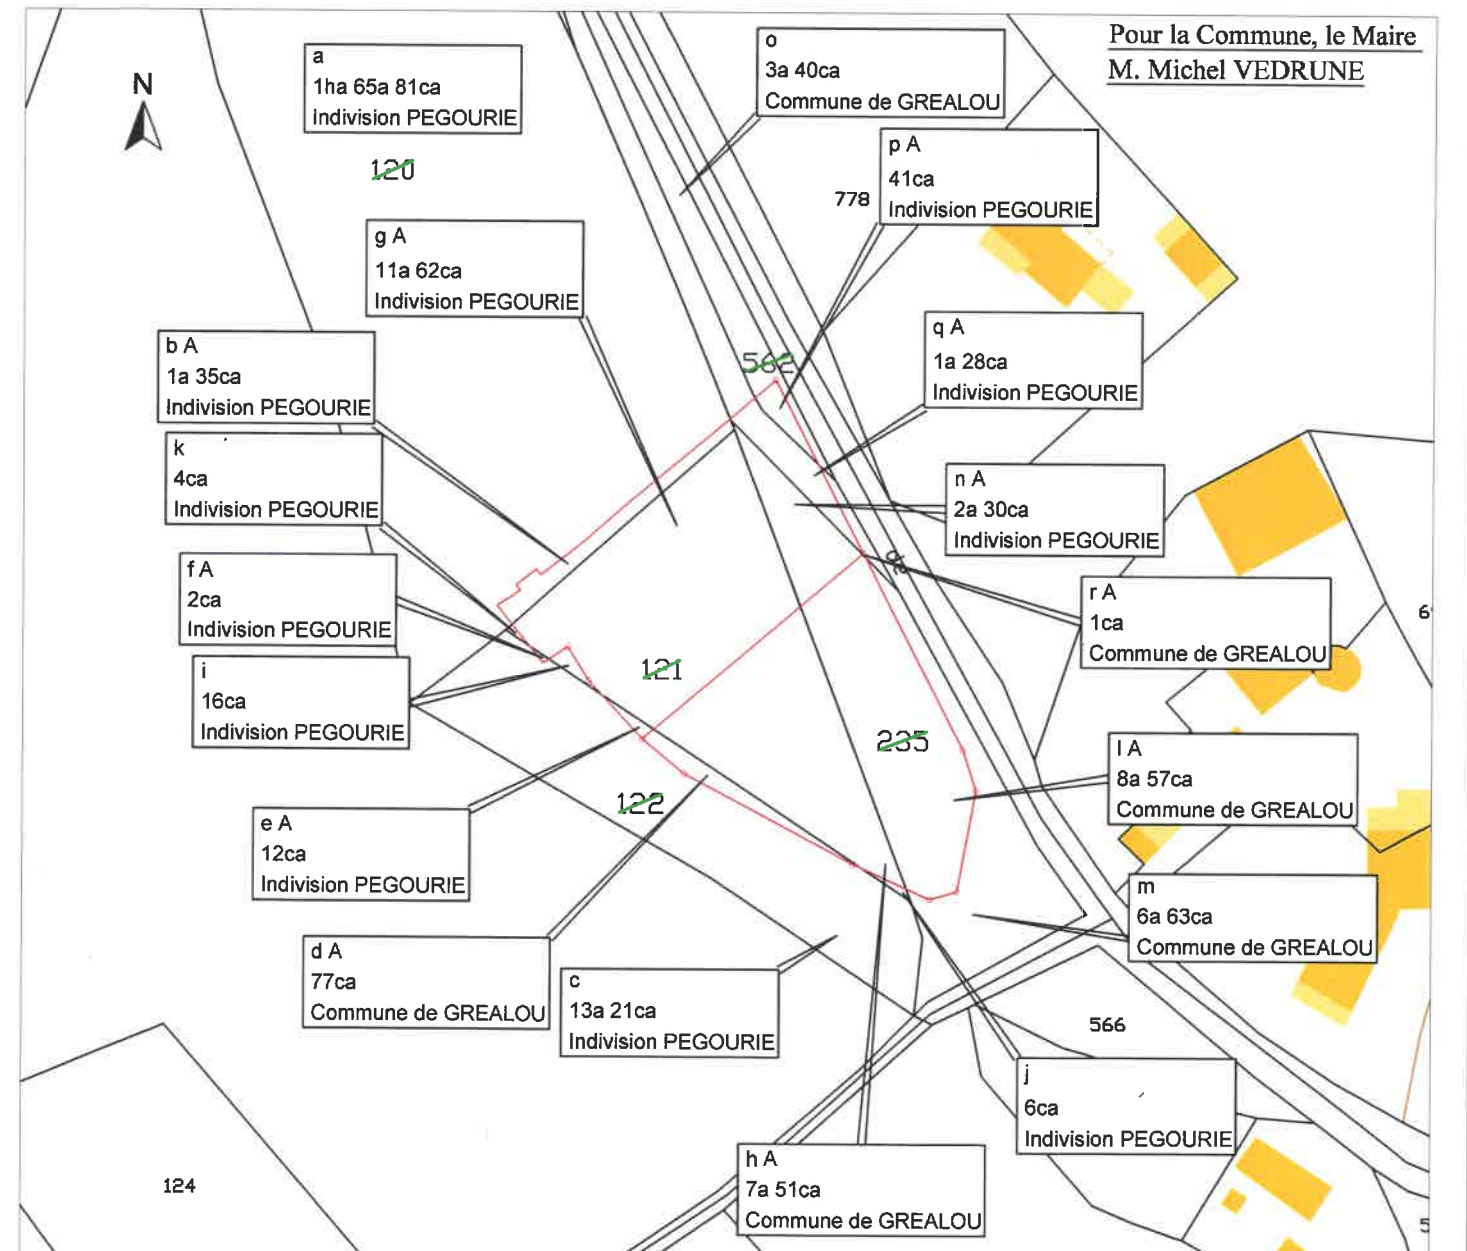 Pour la Commune, le Maire
M. Michel VEDRUNE
N
a
1ha 65a 81ca
Indivision PEGOURIE
o
3a 40ca
Commune de GREALOU
120
p A
41ca
Indivision PEGOURIE
778
g A
11a 62ca
Indivision PEGOURIE
q A
1a 28ca
Indivision PEGOURIE
b A
1a 35ca
Indivision PEGOURIE
562
k
4ca
Indivision PEGOURIE
n A
2a 30ca
Indivision PEGOURIE
f A
2ca
Indivision PEGOURIE
r A
1ca
Commune de GREALOU
i
16ca
Indivision PEGOURIE
121
235
l A
8a 57ca
Commune de GREALOU
122
e A
12ca
Indivision PEGOURIE
m
6a 63ca
Commune de GREALOU
d A
77ca
Commune de GREALOU
c
13a 21ca
Indivision PEGOURIE
566
j
6ca
Indivision PEGOURIE
h A
7a 51ca
Commune de GREALOU
124